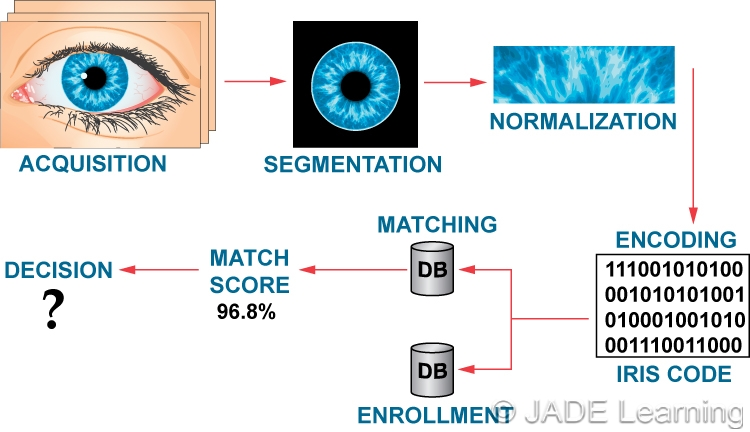 ACQUISITION
SEGMENTATION
NORMALIZATION
ENCODING
111001010100
001010101001
010001001010
001110011000
IRIS CODE
MATCHING
DB
DB
ENROLLMENT
MATCH
SCORE
96.8%
DECISION
?
© JADE Learning